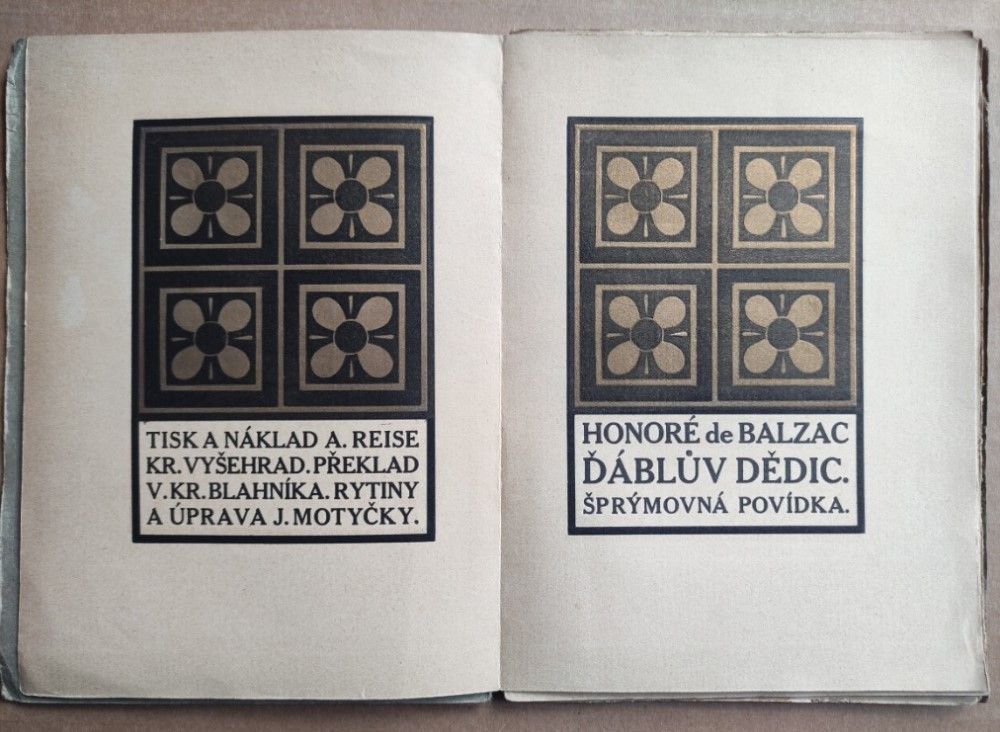 TISK A NÁKLAD A. REISE
KR. VYŠEHRAD. PŘEKLAD
V. KR. BLAHNÍKA. RYTINY
A ÚPRAVA J. MOTYČKY.
HONORÉ de BALZAC
ĎÁBLŮV DĚDIC.
ŠPRÝMOVNÁ POVÍDKA.